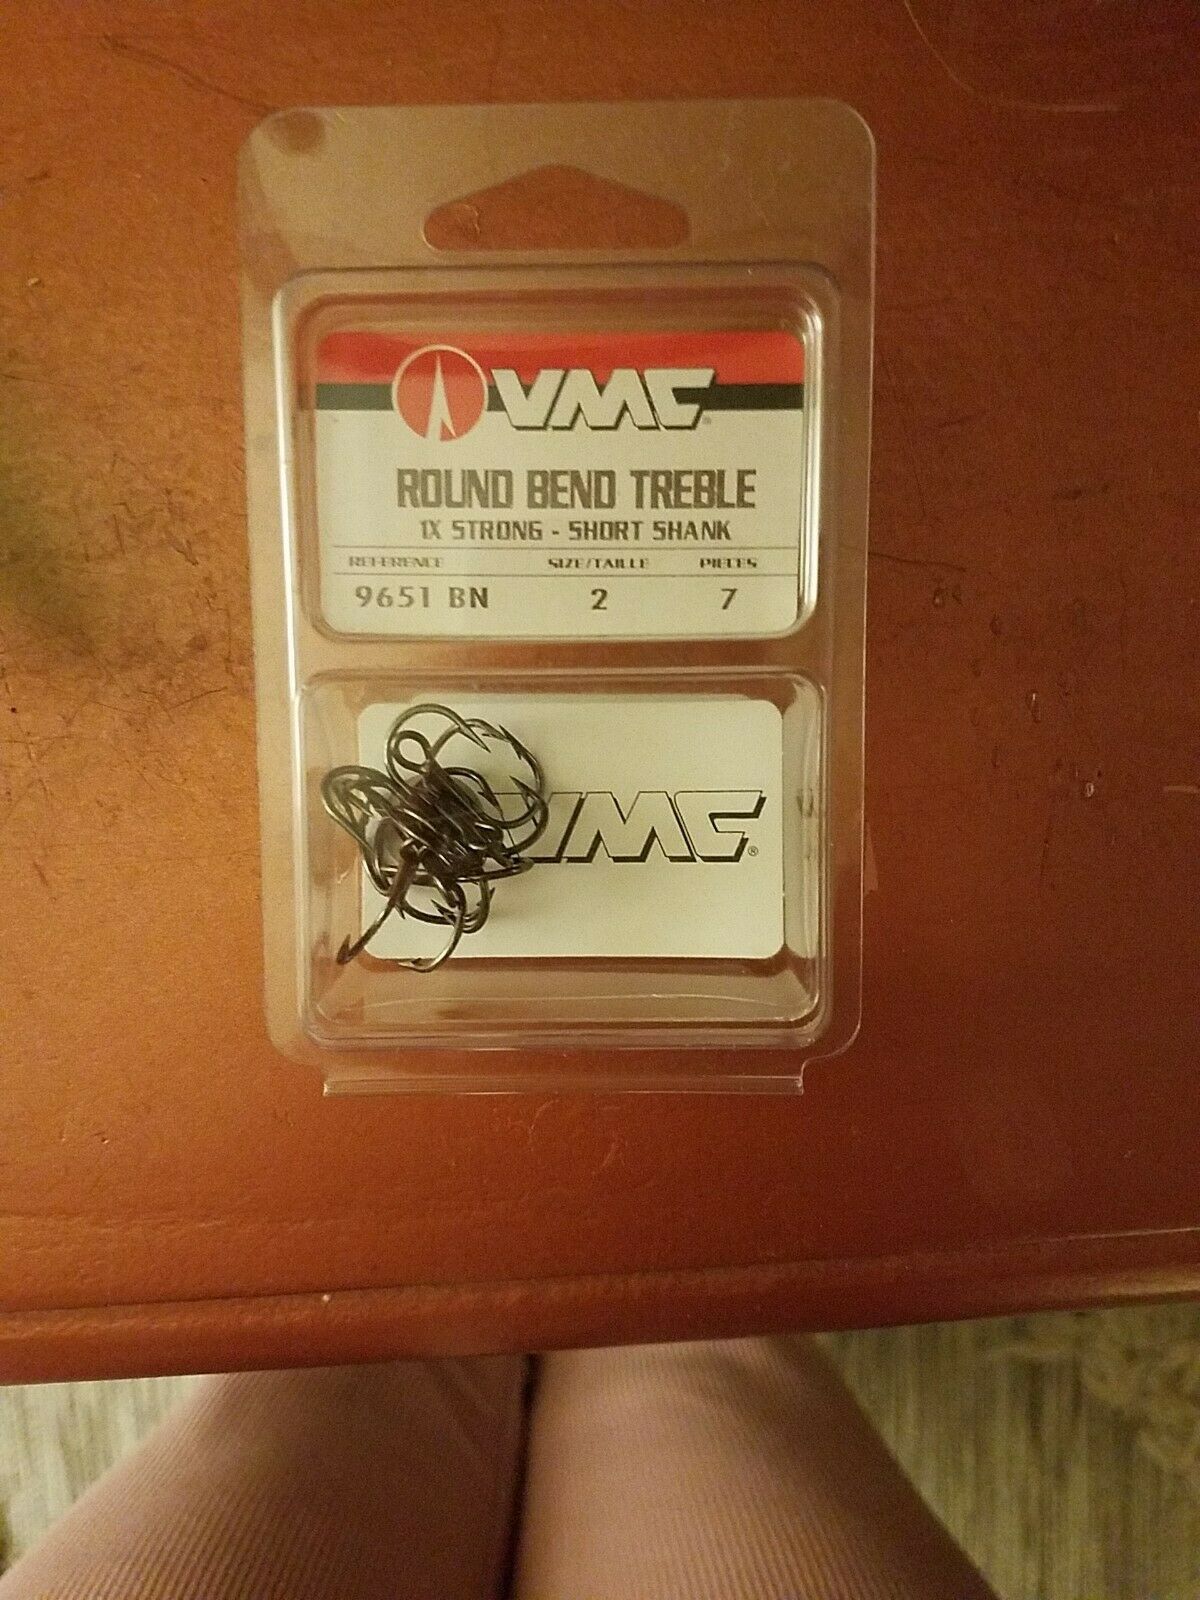 VMC®
ROUND BEND TREBLE
1X STRONG - SHORT SHANK
REFERENCE SIZE/TAILLE PIECES
9651 BN 2 7
VMC®